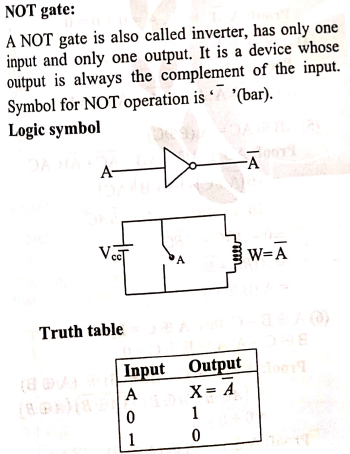 NOT gate:
A NOT gate is also called inverter, has only one
input and only one output. It is a device whose
output is always the complement of the input.
Symbol for NOT operation is ‘ ¯ ’(bar).
Logic symbol
A A̅
Vcc A W=A̅
Truth table
Input Output
A X = A̅
0 1
1 0